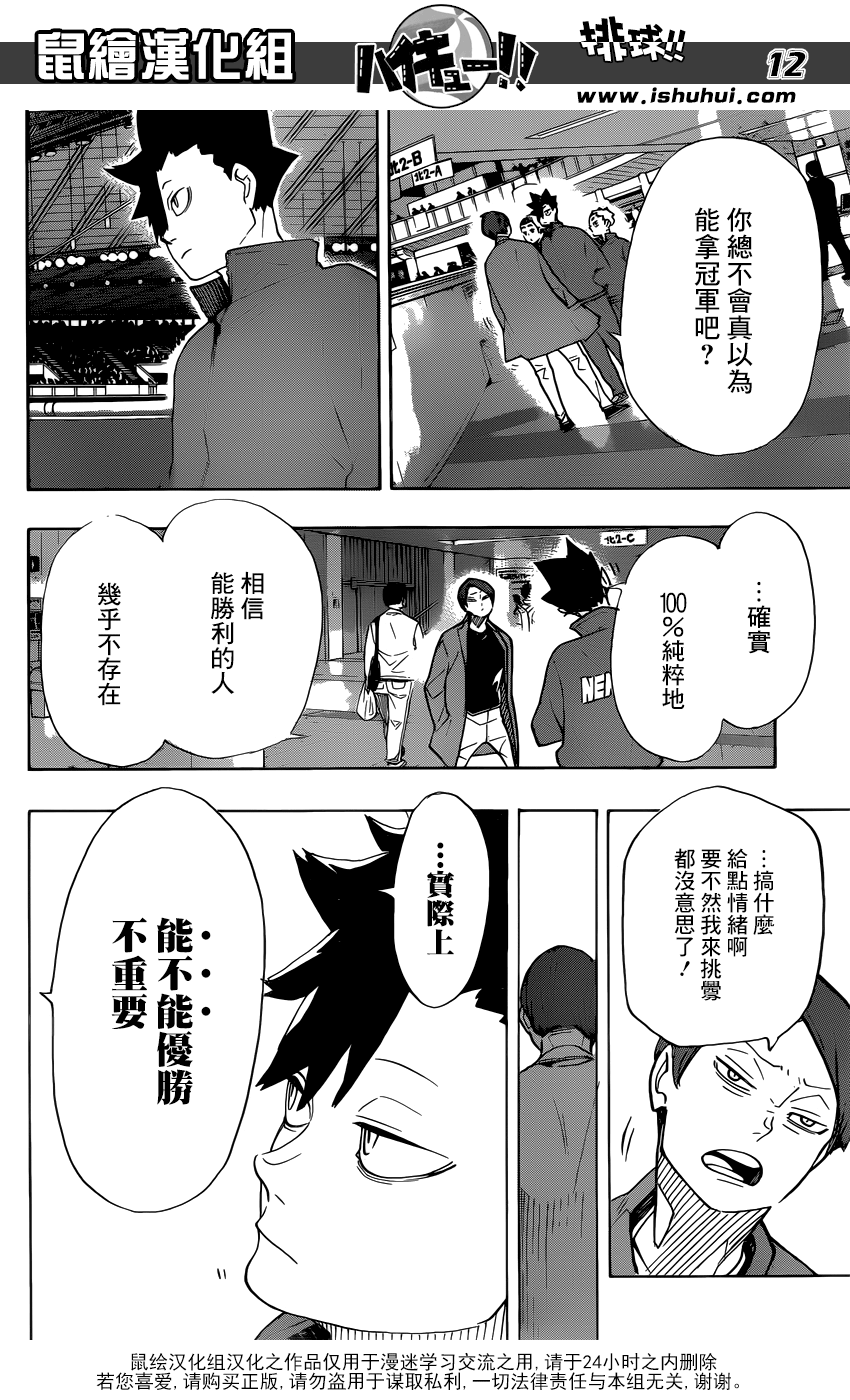 鼠繪漢化組
ハイキュー!!
排球!!
12
www.ishuhui.com
北2-B
北2-A
你總不會真以為
能拿冠軍吧?
北2-C
…確實
100%純粹地
相信
能勝利的人
幾乎不存在
NE
…搞什麼
給點情緒啊
要不然我來挑釁
都沒意思了!
…實際上
能不能優勝
不重要
鼠绘汉化组汉化之作品仅用于漫迷学习交流之用, 请于24小时之内删除
若您喜爱, 请购买正版, 请勿盗用于谋取私利, 一切法律责任与本组无关, 谢谢。